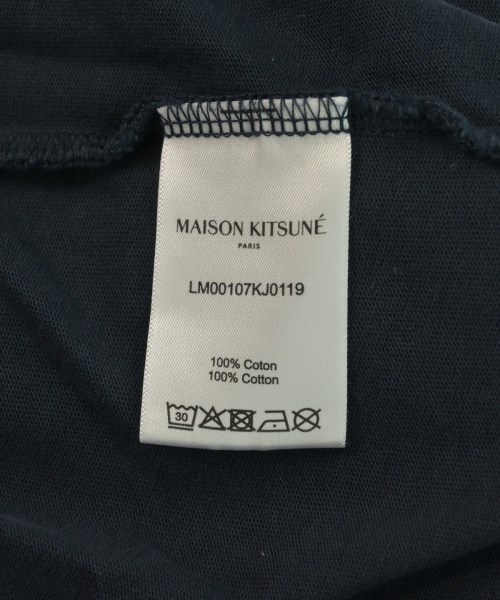 MAISON KITSUNÉ
PARIS
LM00107KJ0119
100% Coton
100% Cotton
30